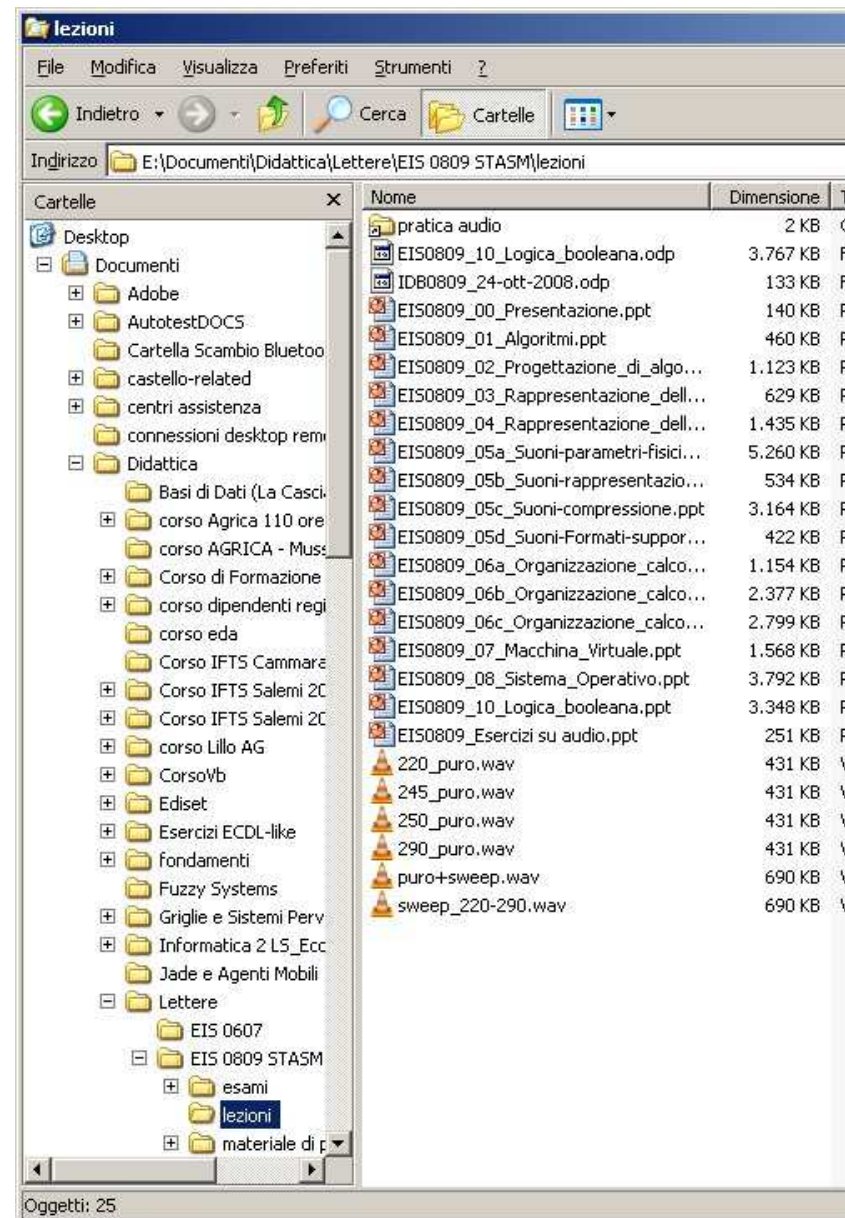 lezioni
File Modifica Visualizza Preferiti Strumenti ?
Indietro Cerca Cartelle
Indirizzo E:\Documenti\Didattica\Lettere\EIS 0809 STASM\lezioni
Cartelle X
Desktop
Documenti
Adobe
AutotestDOCS
Cartella Scambio Bluetoo
castello-related
centri assistenza
connessioni desktop rem
Didattica
Basi di Dati (La Casci
corso Agrica 110 ore
corso AGRICA - Muss
Corso di Formazione
corso dipendenti regi
corso eda
Corso IFTS Cammara
Corso IFTS Salemi 20
Corso IFTS Salemi 20
corso Lillo AG
CorsoVb
Ediset
Esercizi ECDL-like
fondamenti
Fuzzy Systems
Griglie e Sistemi Perv
Informatica 2 LS_Ecc
Jade e Agenti Mobili
Lettere
EIS 0607
EIS 0809 STASM
esami
lezioni
materiale di p
Nome Dimensione T
pratica audio 2 KB
EIS0809_10_Logica_booleana.odp 3.767 KB F
IDB0809_24-ott-2008.odp 133 KB F
EIS0809_00_Presentazione.ppt 140 KB P
EIS0809_01_Algoritmi.ppt 460 KB P
EIS0809_02_Progettazione_di_algo... 1.123 KB P
EIS0809_03_Rappresentazione_dell... 629 KB P
EIS0809_04_Rappresentazione_dell... 1.435 KB P
EIS0809_05a_Suoni-parametri-fisici... 5.260 KB P
EIS0809_05b_Suoni-rappresentazio... 534 KB P
EIS0809_05c_Suoni-compressione.ppt 3.164 KB P
EIS0809_05d_Suoni-Formati-suppor... 422 KB P
EIS0809_06a_Organizzazione_calco... 1.154 KB P
EIS0809_06b_Organizzazione_calco... 2.377 KB P
EIS0809_06c_Organizzazione_calco... 2.799 KB P
EIS0809_07_Macchina_Virtuale.ppt 1.568 KB P
EIS0809_08_Sistema_Operativo.ppt 3.792 KB P
EIS0809_10_Logica_booleana.ppt 3.348 KB P
EIS0809_Esercizi su audio.ppt 251 KB P
220_puro.wav 431 KB V
245_puro.wav 431 KB V
250_puro.wav 431 KB V
290_puro.wav 431 KB V
puro+sweep.wav 690 KB V
sweep_220-290.wav 690 KB V
Oggetti: 25